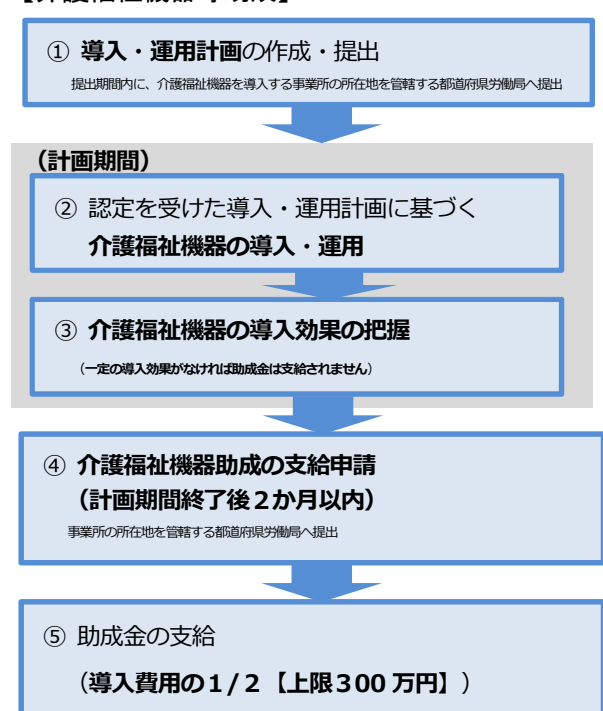 ① 導入・運用計画の作成・提出
提出期間内に、介護福祉機器を導入する事業所の所在地を管轄する都道府県労働局へ提出
（計画期間）
② 認定を受けた導入・運用計画に基づく
介護福祉機器の導入・運用
③ 介護福祉機器の導入効果の把握
（一定の導入効果がなければ助成金は支給されません）
④ 介護福祉機器助成の支給申請
（計画期間終了後２か月以内）
事業所の所在地を管轄する都道府県労働局へ提出
⑤ 助成金の支給
（導入費用の１/２【上限３００万円】）